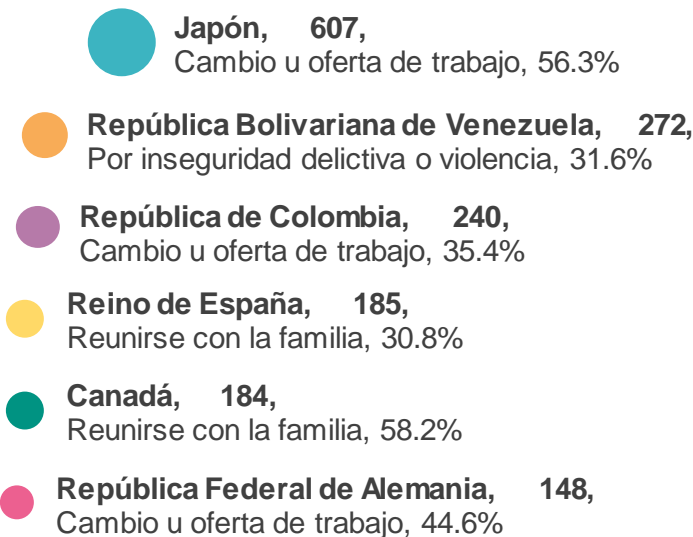 Japón, 607,
Cambio u oferta de trabajo, 56.3%
República Bolivariana de Venezuela, 272,
Por inseguridad delictiva o violencia, 31.6%
República de Colombia, 240,
Cambio u oferta de trabajo, 35.4%
Reino de España, 185,
Reunirse con la familia, 30.8%
Canadá, 184,
Reunirse con la familia, 58.2%
República Federal de Alemania, 148,
Cambio u oferta de trabajo, 44.6%